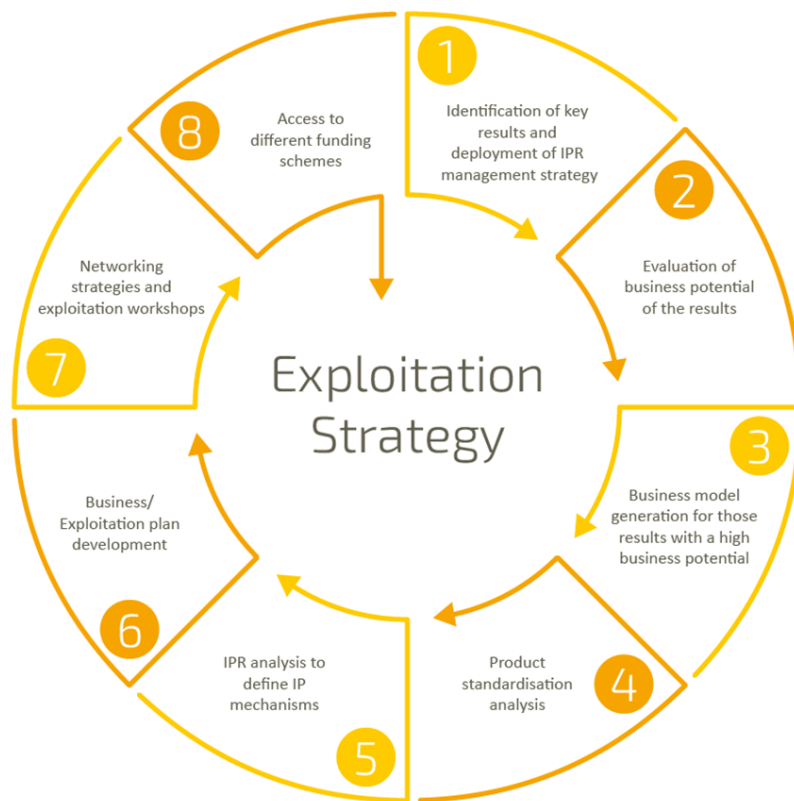 1
Identification of key
results and
deployment of IPR
management strategy
2
Evaluation of
business potential
of the results
3
Business model
generation for those
results with a high
business potential
4
Product
standardisation
analysis
5
IPR analysis to
define IP
mechanisms
6
Business/
Exploitation plan
development
7
Networking
strategies and
exploitation workshops
8
Access to
different funding
schemes
Exploitation
Strategy